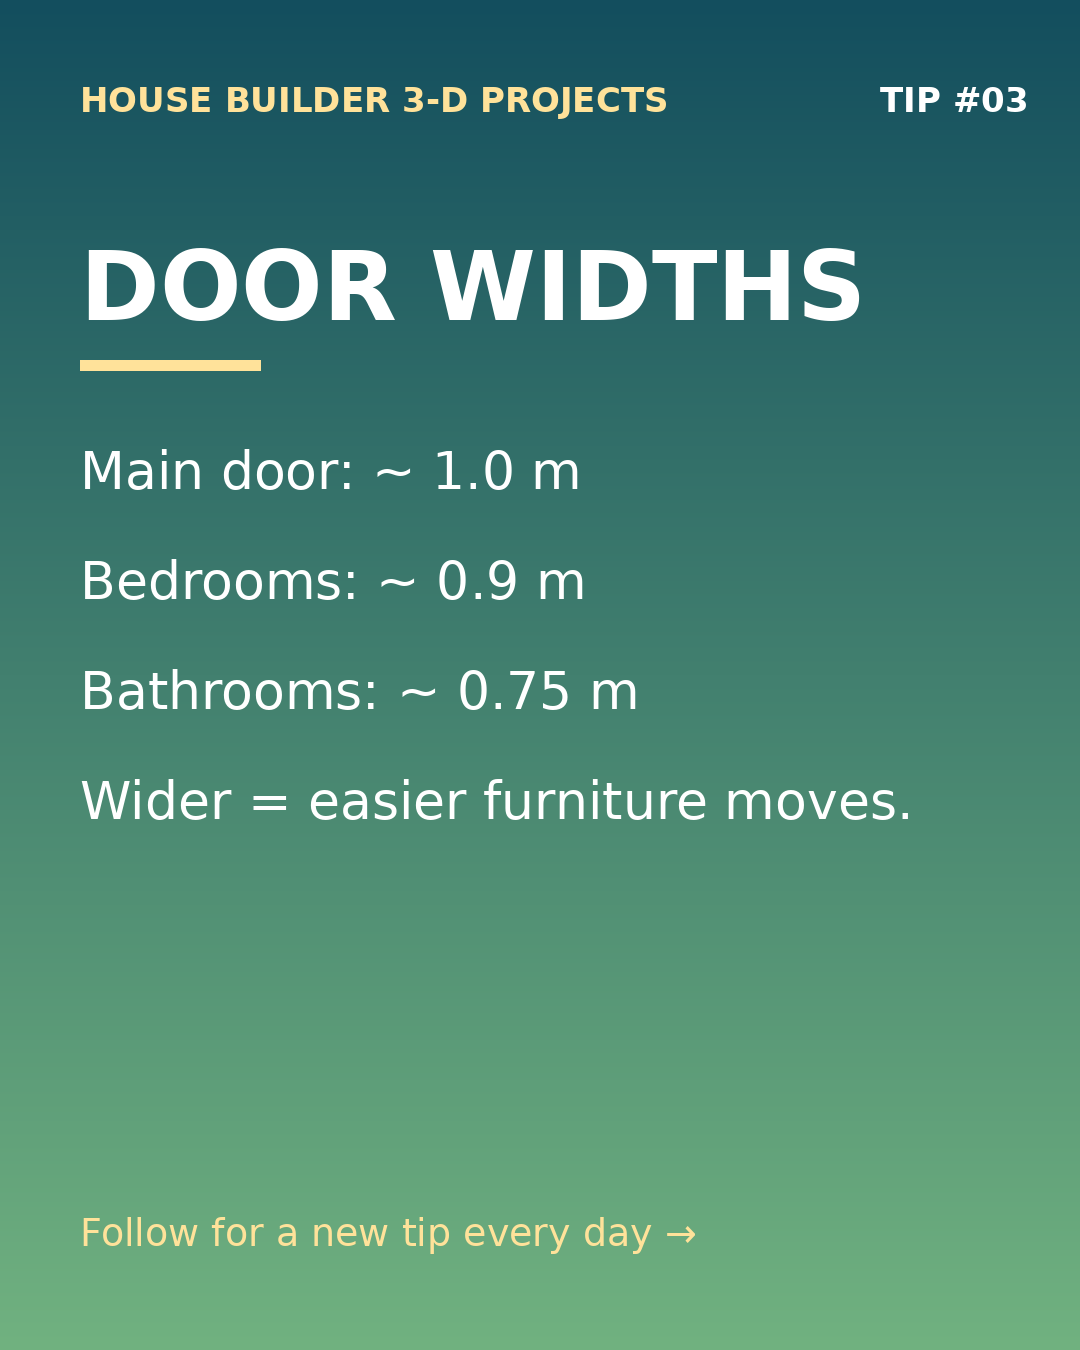 HOUSE BUILDER 3-D PROJECTS
TIP #03
DOOR WIDTHS
Main door: ~ 1.0 m
Bedrooms: ~ 0.9 m
Bathrooms: ~ 0.75 m
Wider = easier furniture moves.
Follow for a new tip every day →